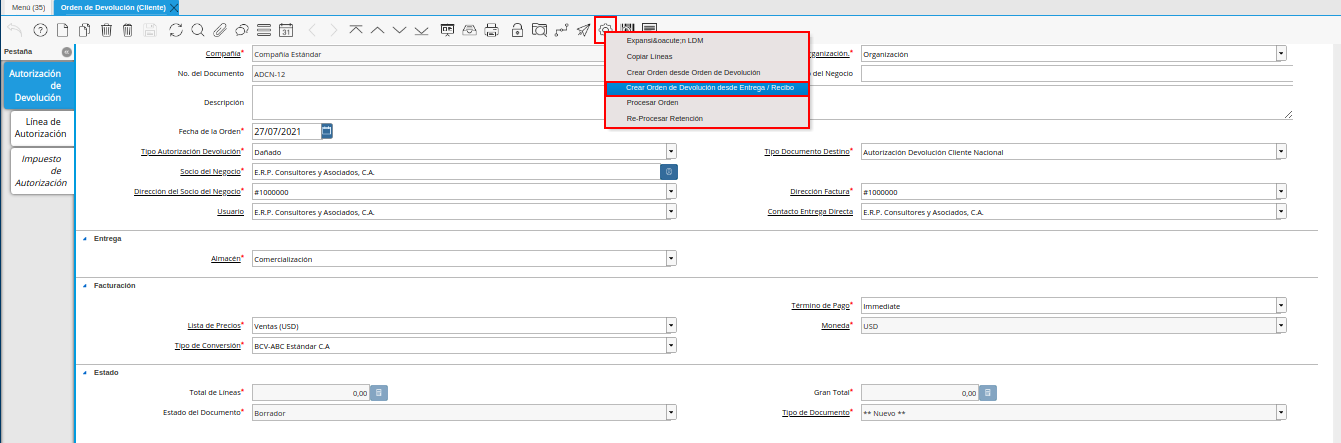 Menú (35)
Orden de Devolución (Cliente)
Pestaña
Autorización de Devolución
Línea de Autorización
Impuesto de Autorización
Expansi&oacute;n LDM
Copiar Líneas
Crear Orden desde Orden de Devolución
Crear Orden de Devolución desde Entrega / Recibo
Procesar Orden
Re-Procesar Retención
Compañía* Compañía Estándar
rganización.* Organización
No. del Documento ADCN-12
o del Negocio
Descripción
Fecha de la Orden* 27/07/2021
Tipo Autorización Devolución* Dañado
Tipo Documento Destino* Autorización Devolución Cliente Nacional
Socio del Negocio* E.R.P. Consultores y Asociados, C.A.
Dirección del Socio del Negocio* #1000000
Dirección Factura* #1000000
Usuario E.R.P. Consultores y Asociados, C.A.
Contacto Entrega Directa E.R.P. Consultores y Asociados, C.A.
Entrega
Almacén* Comercialización
Facturación
Término de Pago* Immediate
Lista de Precios* Ventas (USD)
Moneda* USD
Tipo de Conversión* BCV-ABC Estándar C.A
Estado
Total de Líneas* 0,00
Gran Total* 0,00
Estado del Documento* Borrador
Tipo de Documento* ** Nuevo **